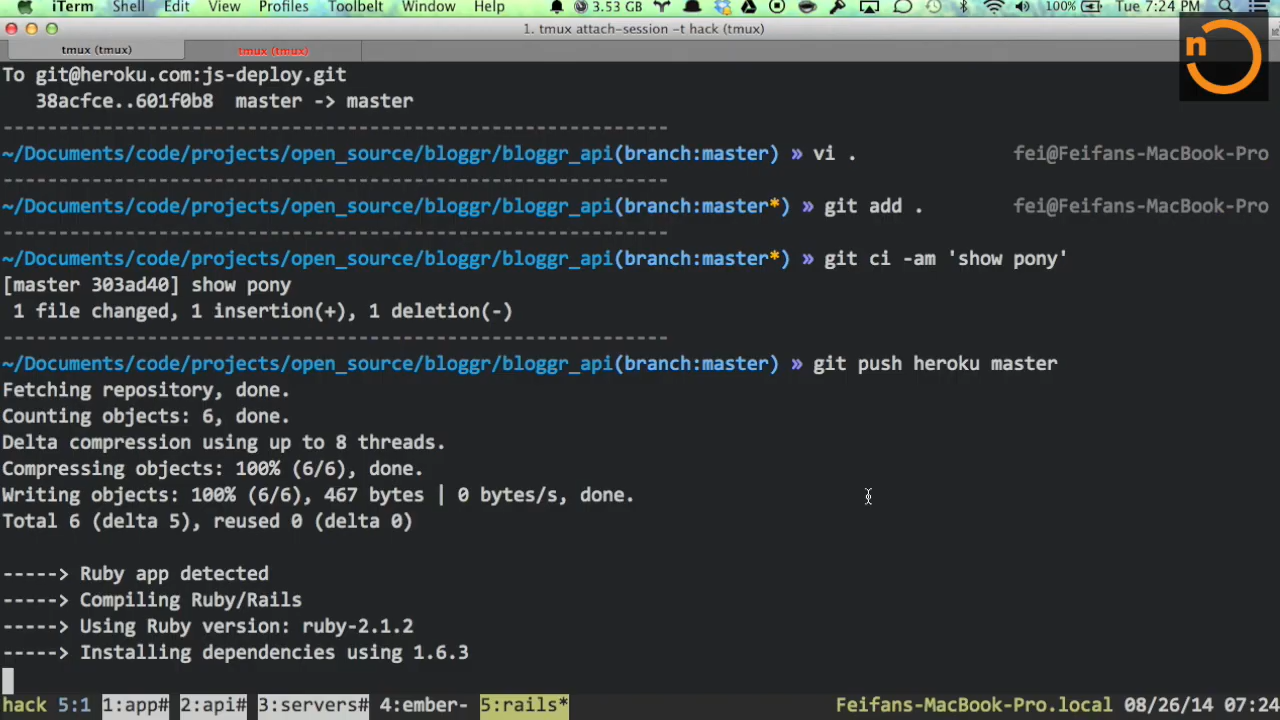 iTerm Shell Edit View Profiles Toolbelt Window Help 3.53 GB 100% Tue 7:24 PM
1. tmux attach-session -t hack (tmux)
tmux (tmux) tmux (tmux)
n
To git@heroku.com:js-deploy.git
38acfce..601f0b8 master -> master
------------------------------------------------------------
~/Documents/code/projects/open_source/bloggr/bloggr_api(branch:master) » vi . fei@Feifans-MacBook-Pro
------------------------------------------------------------
~/Documents/code/projects/open_source/bloggr/bloggr_api(branch:master*) » git add . fei@Feifans-MacBook-Pro
------------------------------------------------------------
~/Documents/code/projects/open_source/bloggr/bloggr_api(branch:master*) » git ci -am 'show pony'
[master 303ad40] show pony
1 file changed, 1 insertion(+), 1 deletion(-)
------------------------------------------------------------
~/Documents/code/projects/open_source/bloggr/bloggr_api(branch:master) » git push heroku master
Fetching repository, done.
Counting objects: 6, done.
Delta compression using up to 8 threads.
Compressing objects: 100% (6/6), done.
Writing objects: 100% (6/6), 467 bytes | 0 bytes/s, done.
Total 6 (delta 5), reused 0 (delta 0)
-----> Ruby app detected
-----> Compiling Ruby/Rails
-----> Using Ruby version: ruby-2.1.2
-----> Installing dependencies using 1.6.3
hack 5:1 1:app# 2:api# 3:servers# 4:ember- 5:rails* Feifans-MacBook-Pro.local 08/26/14 07:24